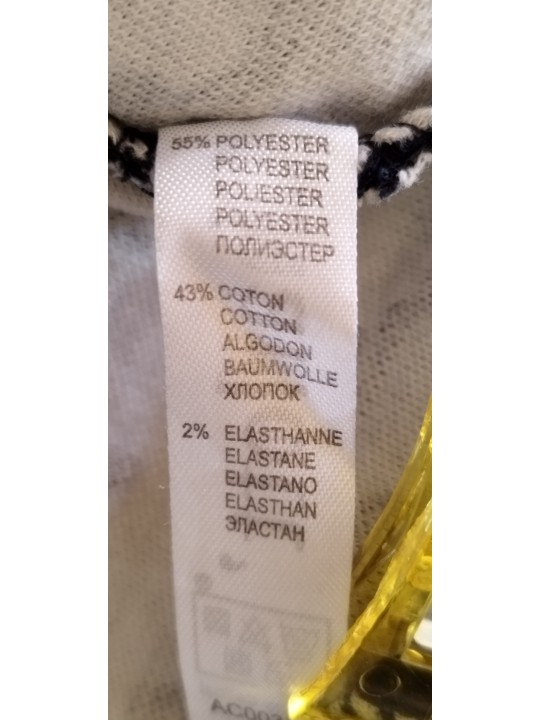 55% POLYESTER
POLYESTER
POLIESTER
POLYESTER
ПОЛИЭСТЕР
43% COTON
COTTON
ALGODON
BAUMWOLLE
ХЛОПОК
2% ELASTHANNE
ELASTANE
ELASTANO
ELASTHAN
ЭЛАСТАН